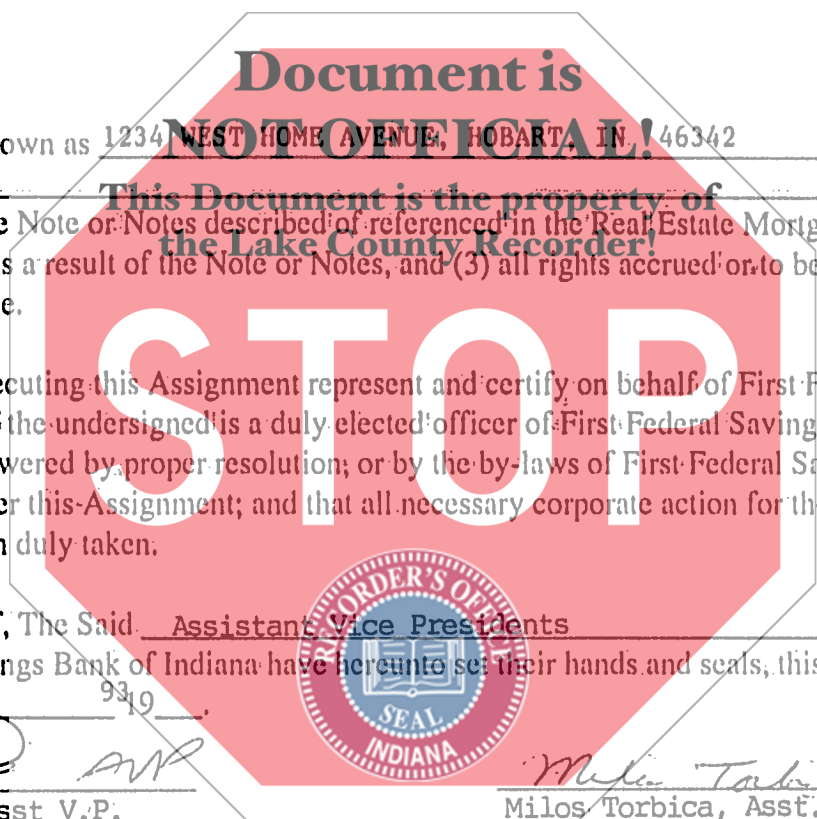 Document is
NOT OFFICIAL!
own as 1234 WEST HOME AVENUE, HOBART, IN 46342
This Document is the property of
e Note or Notes described of referenced in the Real Estate Mortg
the Lake County Recorder!
s a result of the Note or Notes, and (3) all rights accrued or to be
e.
STOP
ecuting this Assignment represent and certify on behalf of First F
the undersigned is a duly elected officer of First Federal Saving
wered by proper resolution; or by the by-laws of First Federal Sa
er this Assignment; and that all necessary corporate action for th
n duly taken.
RECORDER'S OFFICE
, The Said Assistant Vice Presidents
ngs Bank of Indiana have hereunto set their hands and seals, this
93 19 .
SEAL
INDIANA
AVP
Milos Torbica
sst V.P.
Milos Torbica, Asst.